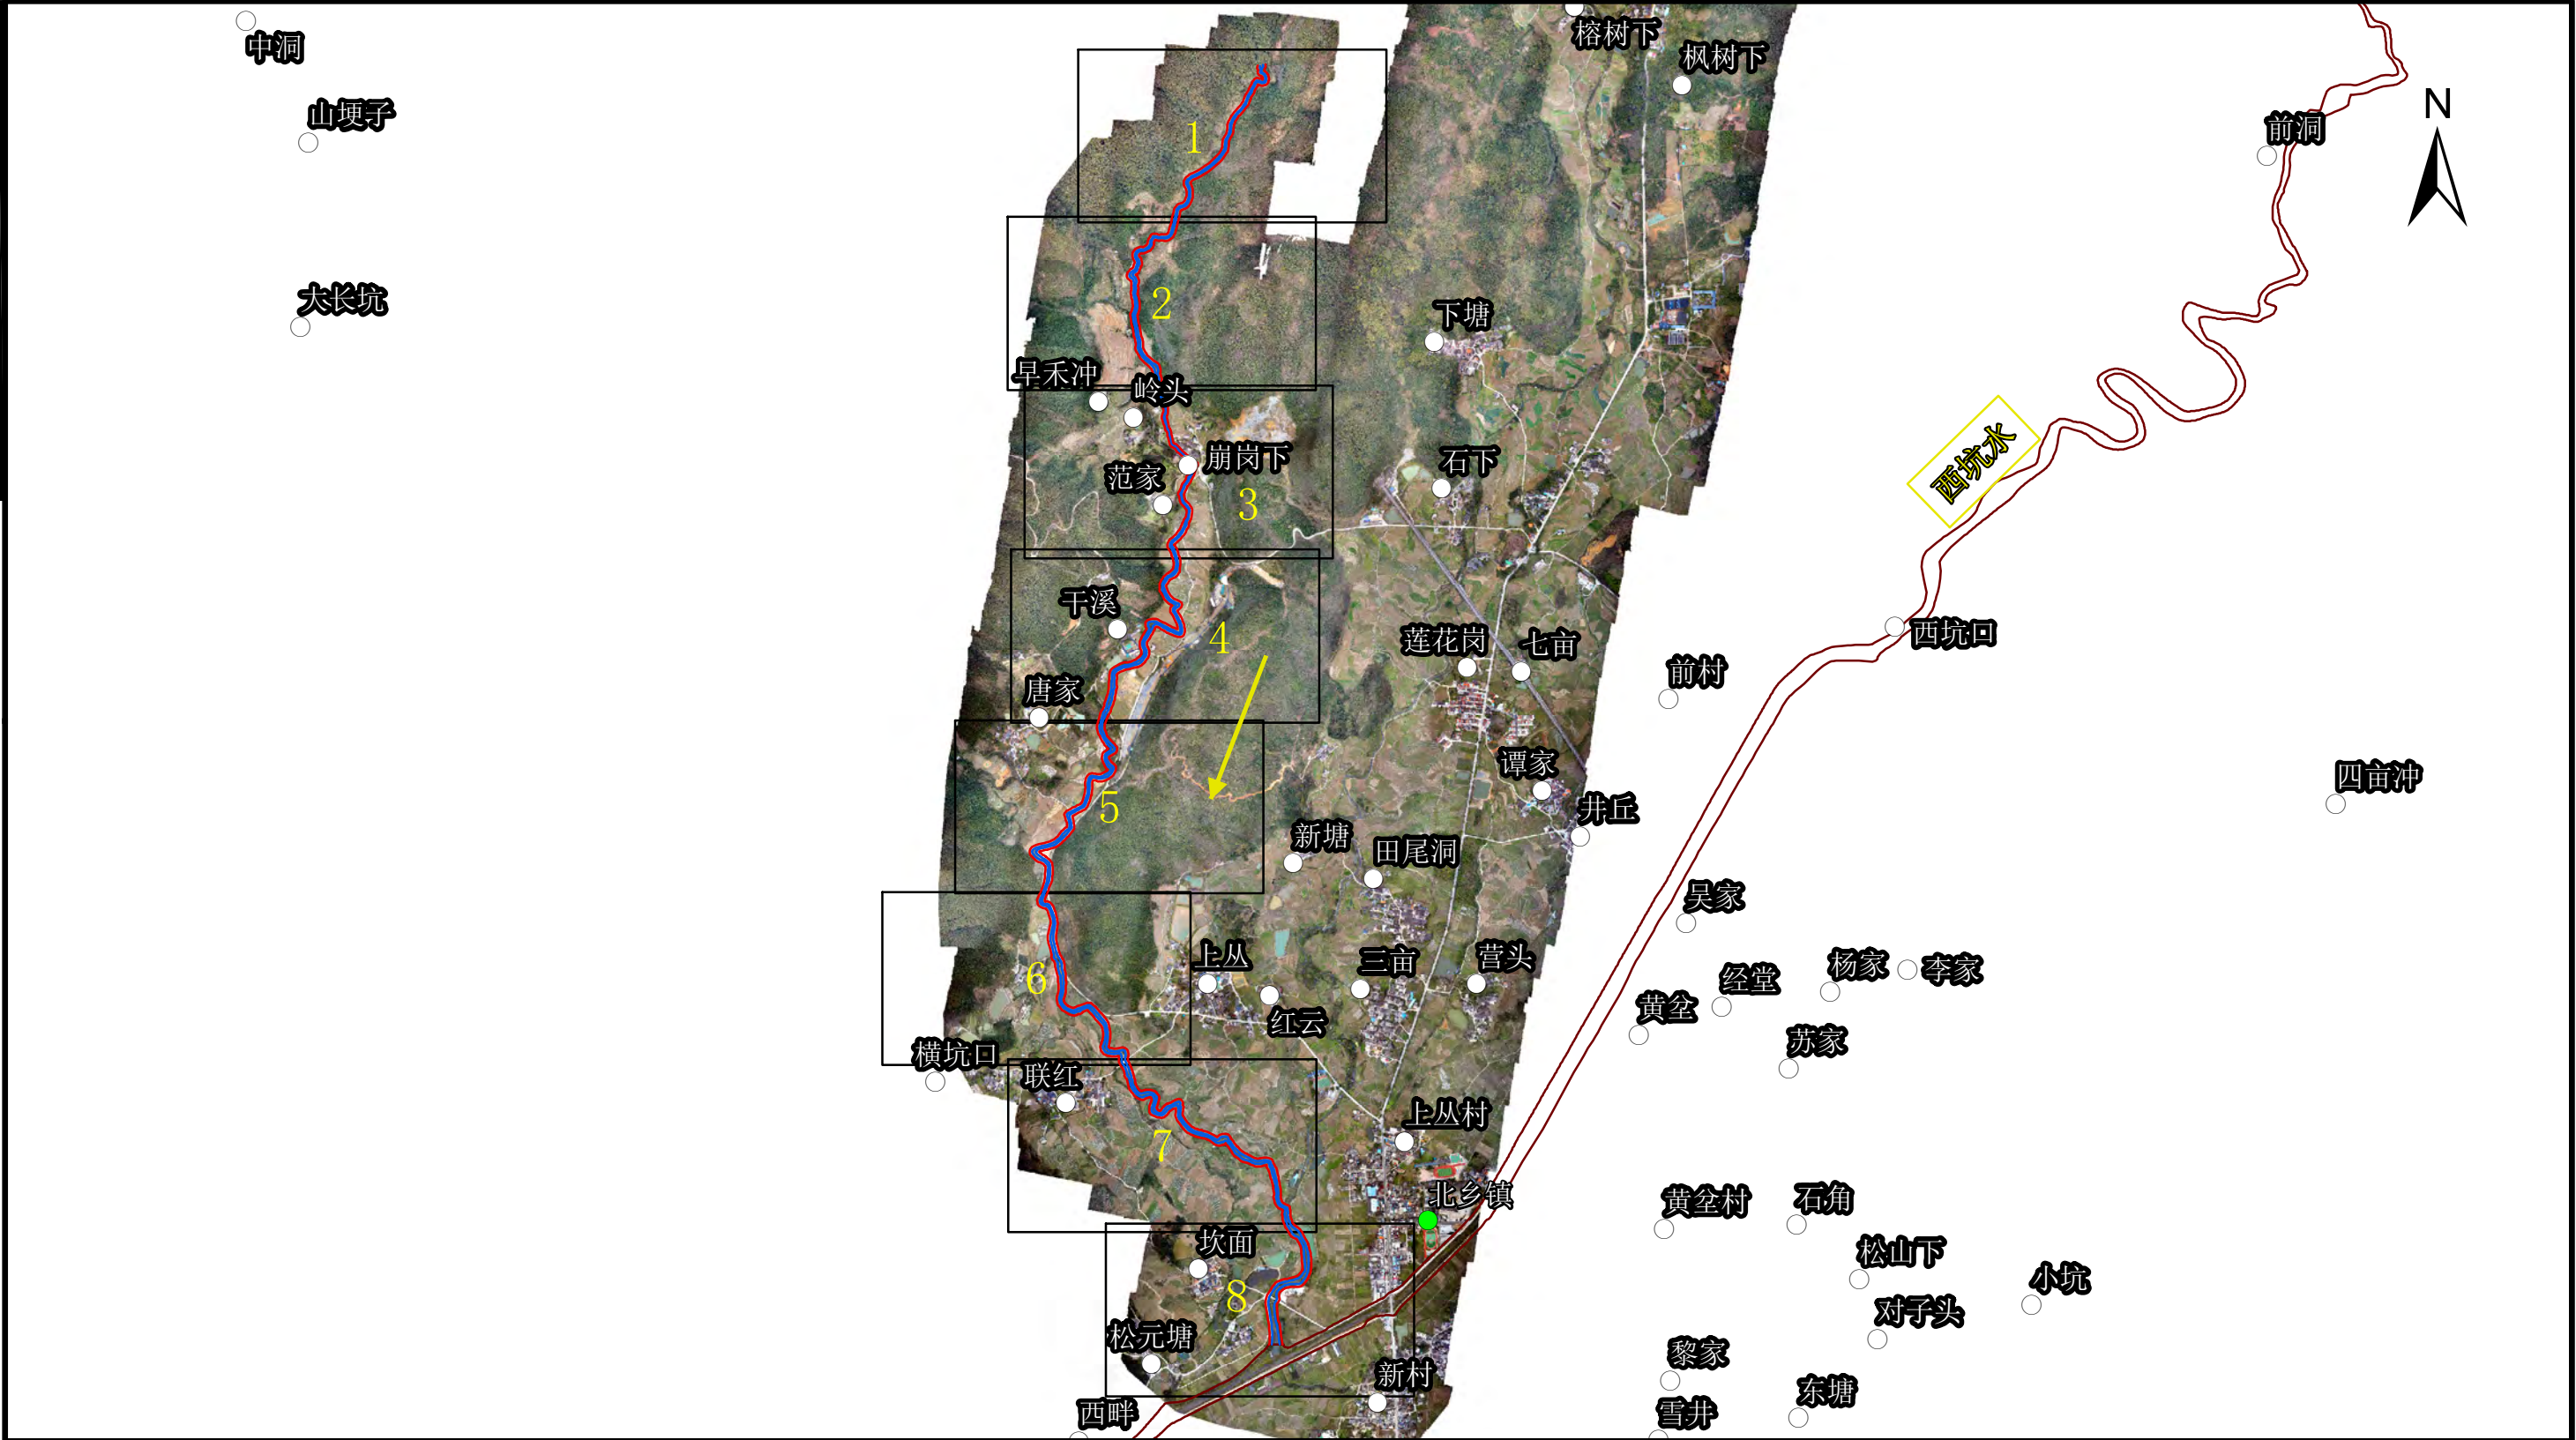 中洞
榕树下
枫树下
N
山埂子
前洞
1
大长坑
2
下塘
早禾冲
岭头
崩岗下
石下
范家
3
西坑水
干溪
4
莲花岗
七亩
西坑口
前村
唐家
谭家
四亩冲
5
井丘
新塘
田尾洞
吴家
上丛
三亩
营头
6
经堂
杨家
李家
黄岔
红云
苏家
横坑口
联红
上丛村
7
北乡镇
黄岔村
石角
坎面
松山下
小坑
8
对子头
松元塘
黎家
新村
东塘
西畔
雪井